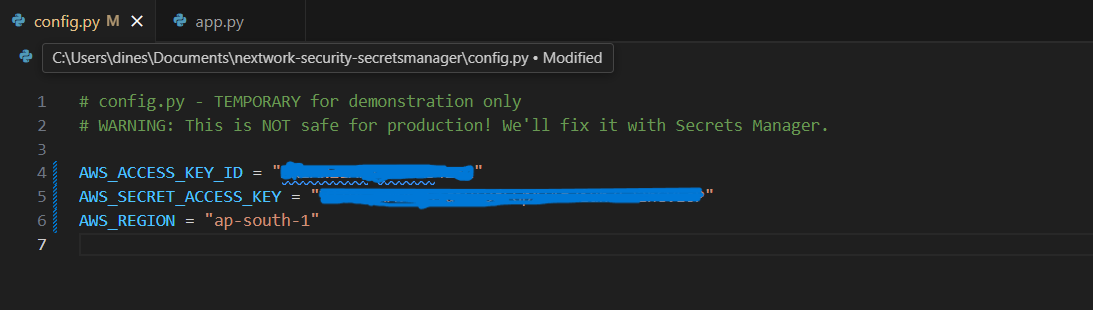 config.py M
app.py
C:\Users\dines\Documents\nextwork-security-secretsmanager\config.py • Modified
1 # config.py - TEMPORARY for demonstration only
2 # WARNING: This is NOT safe for production! We'll fix it with Secrets Manager.
3
4 AWS_ACCESS_KEY_ID = " "
5 AWS_SECRET_ACCESS_KEY = " "
6 AWS_REGION = "ap-south-1"
7